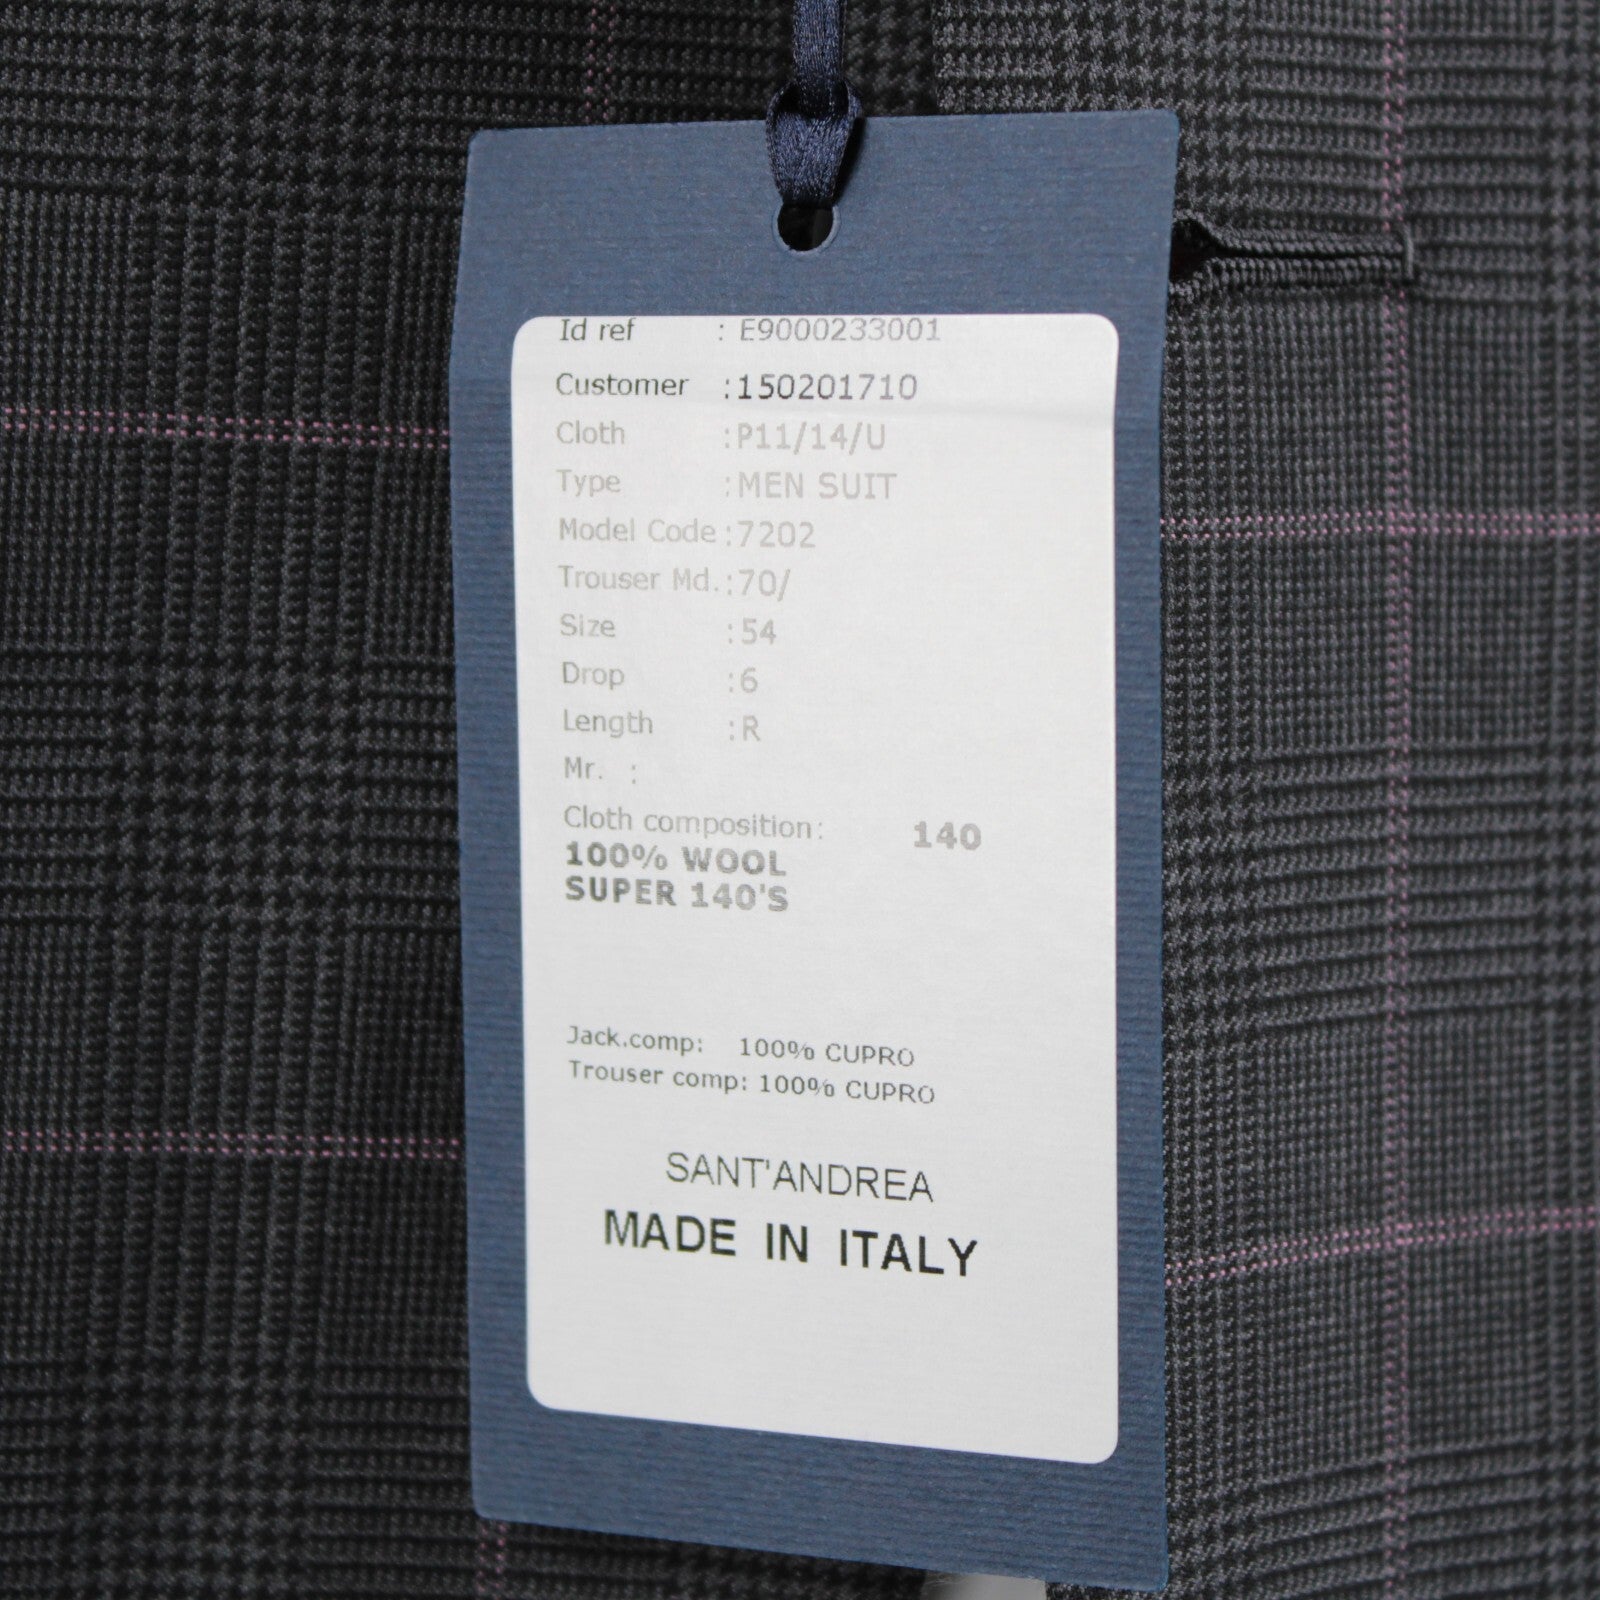 Id ref : E9000233001
Customer :150201710
Cloth :P11/14/U
Type :MEN SUIT
Model Code :7202
Trouser Md. :70/
Size :54
Drop :6
Length :R
Mr. :
Cloth composition: 140
100% WOOL
SUPER 140'S
Jack.comp: 100% CUPRO
Trouser comp: 100% CUPRO
SANT'ANDREA
MADE IN ITALY